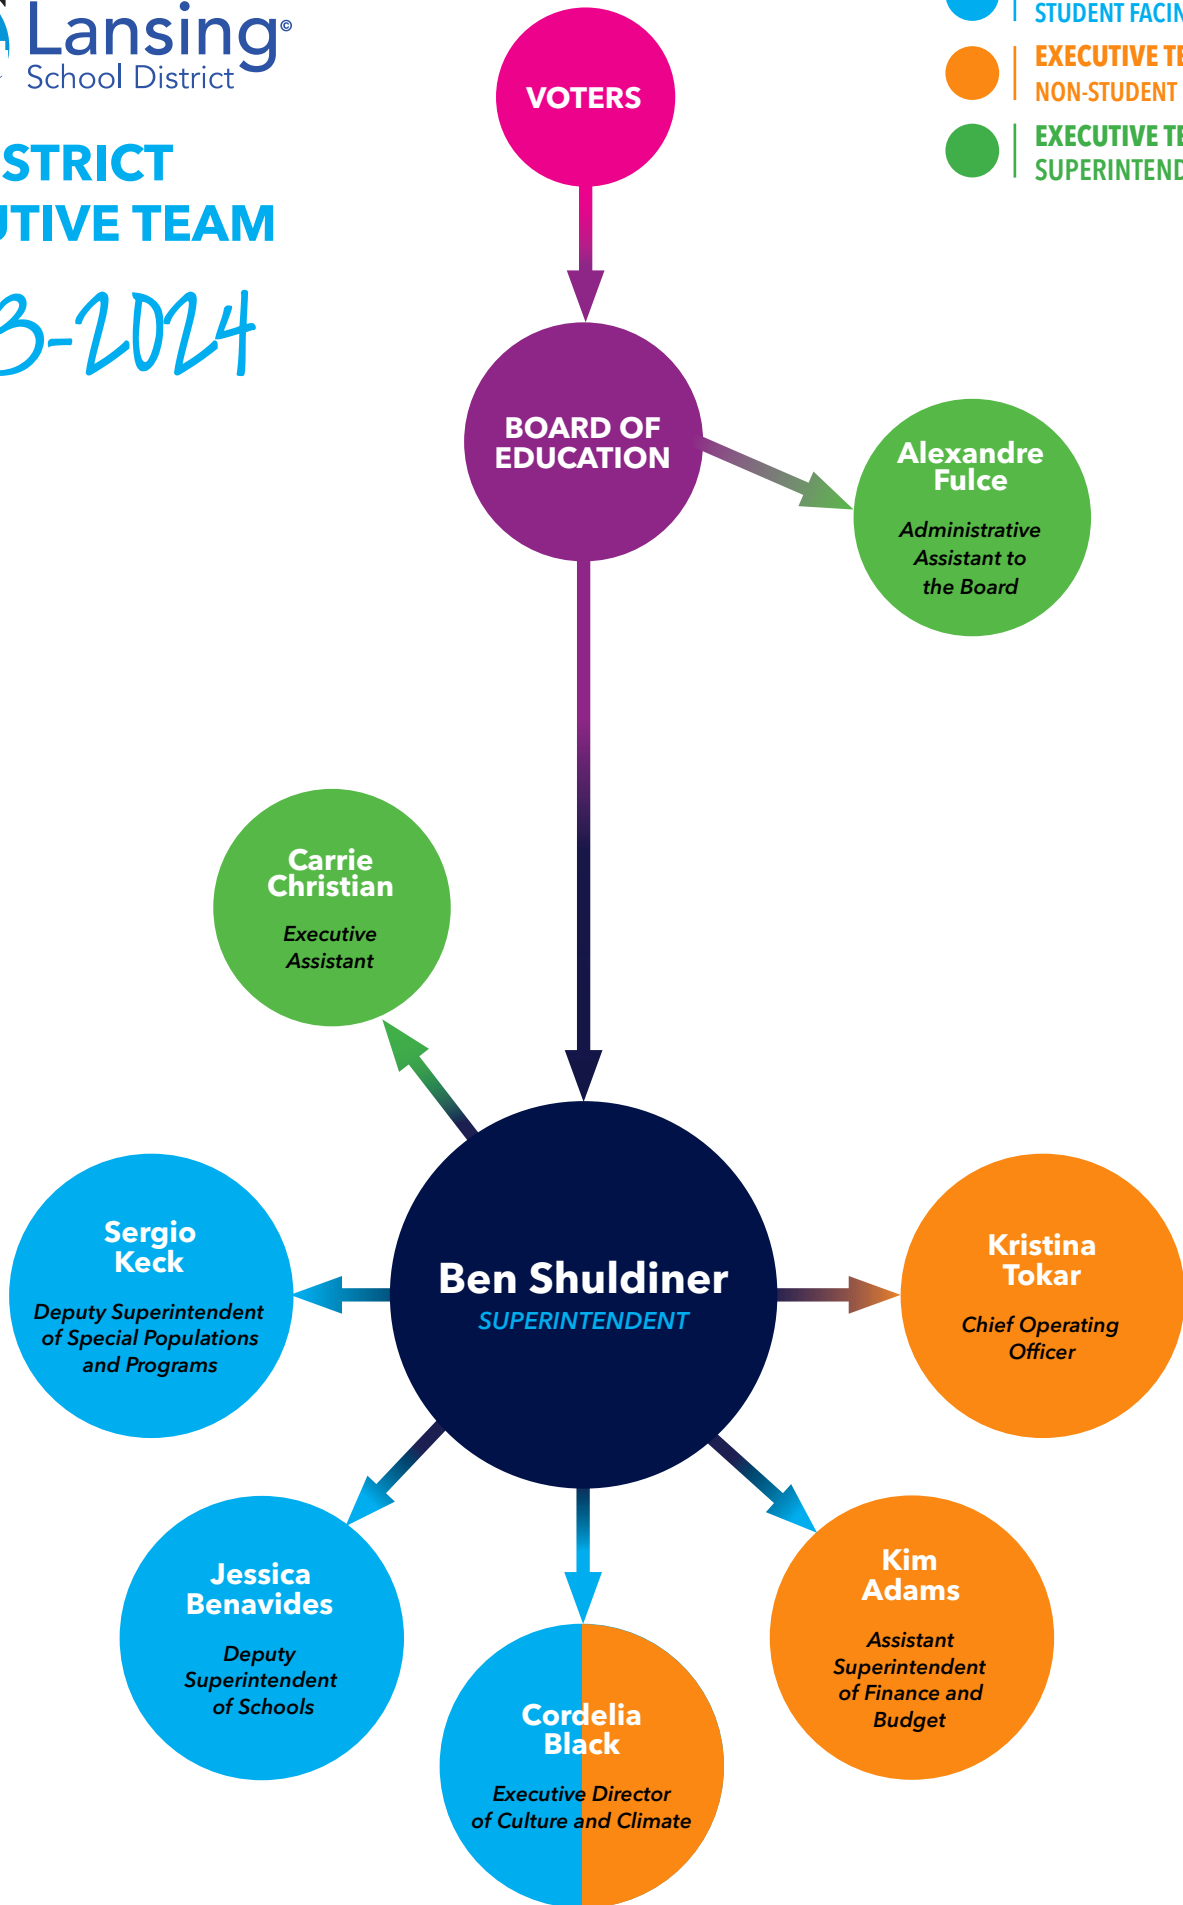 Lansing©
School District
STRICT
UTIVE TEAM
3-2024
STUDENT FACIN
EXECUTIVE TE
NON-STUDENT
EXECUTIVE TE
SUPERINTEND
VOTERS
BOARD OF
EDUCATION
Alexandre
Fulce
Administrative
Assistant to
the Board
Carrie
Christian
Executive
Assistant
Ben Shuldiner
SUPERINTENDENT
Sergio
Keck
Deputy Superintendent
of Special Populations
and Programs
Kristina
Tokar
Chief Operating
Officer
Jessica
Benavides
Deputy
Superintendent
of Schools
Kim
Adams
Assistant
Superintendent
of Finance and
Budget
Cordelia
Black
Executive Director
of Culture and Climate